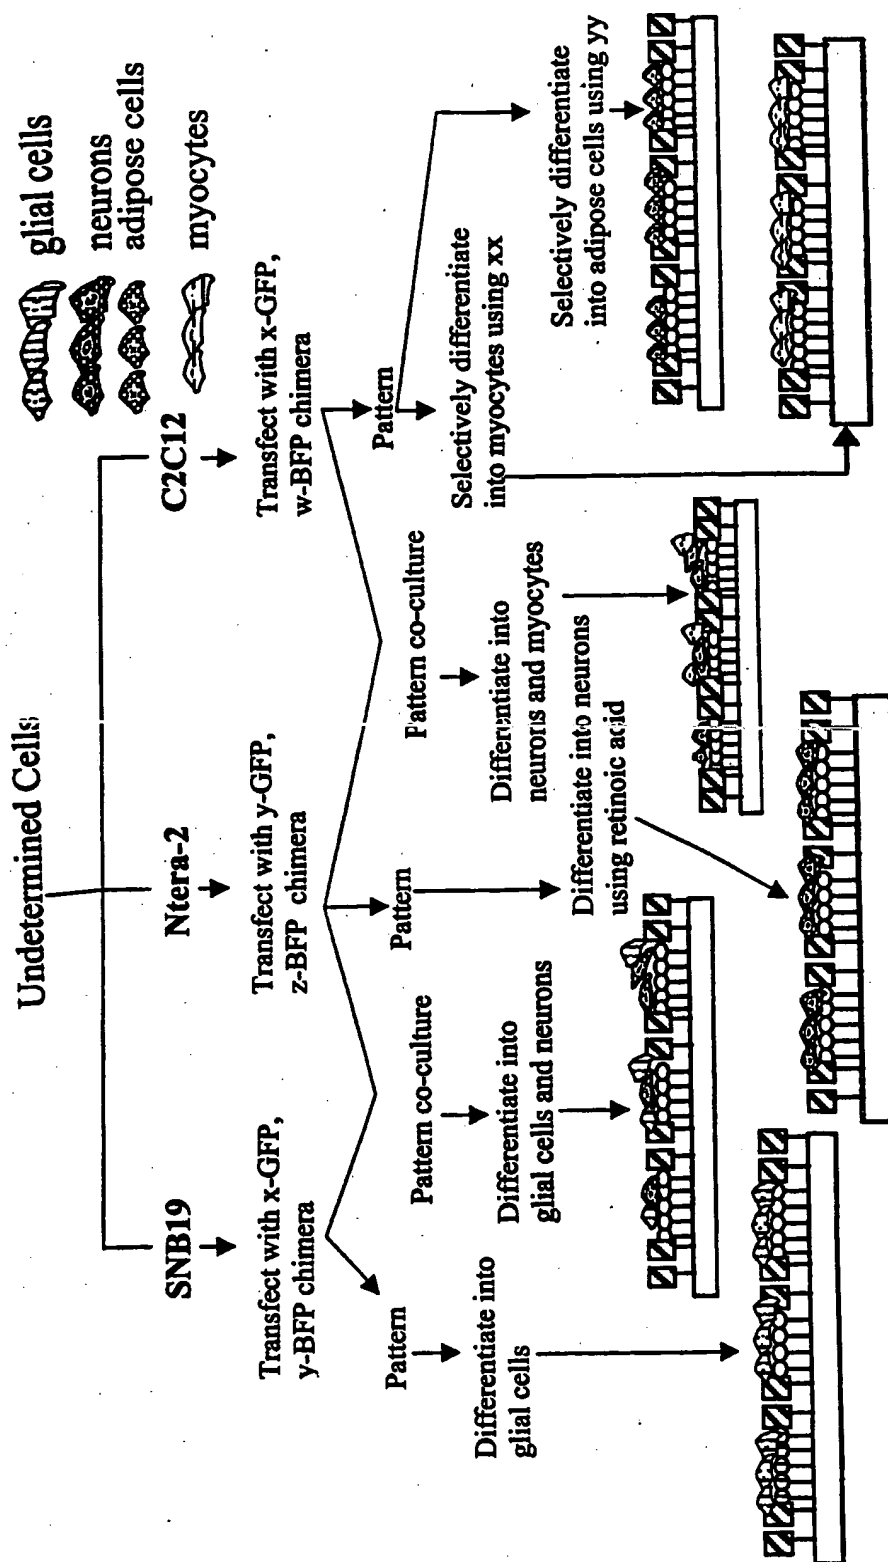 Undetermined Cells
glial cells
neurons
adipose cells
myocytes
SNB19
Ntera-2
C2C12
Transfect with x-GFP,
y-BFP chimera
Transfect with y-GFP,
z-BFP chimera
Transfect with x-GFP,
w-BFP chimera
Pattern
Pattern co-culture
Pattern
Pattern co-culture
Pattern
Differentiate into
glial cells
Differentiate into
glial cells and neurons
Differentiate into neurons
using retinoic acid
Differentiate into
neurons and myocytes
Selectively differentiate
into myocytes using xx
Selectively differentiate
into adipose cells using yy